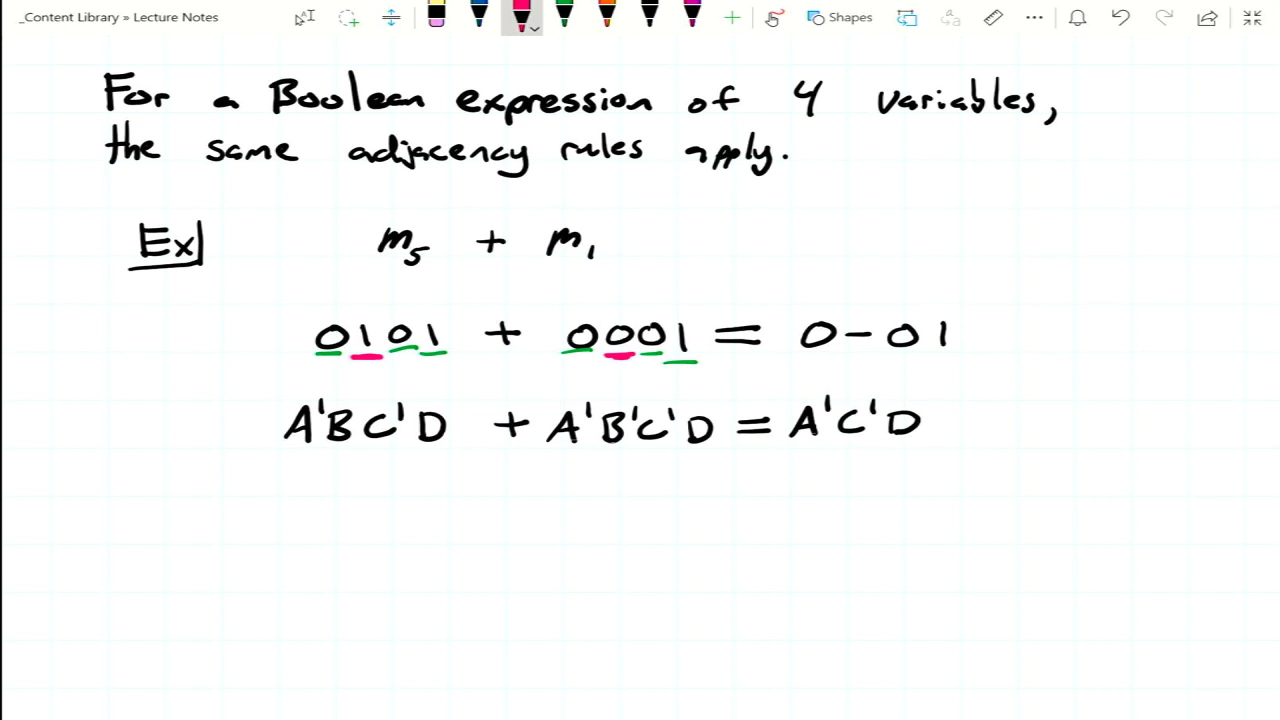 _Content Library » Lecture Notes
Shapes
For a Boolean expression of 4 variables,
the same adjacency rules apply.
Ex
m₅ + m₁
0101 + 0001 = 0-01
A'BC'D + A'B'C'D = A'C'D